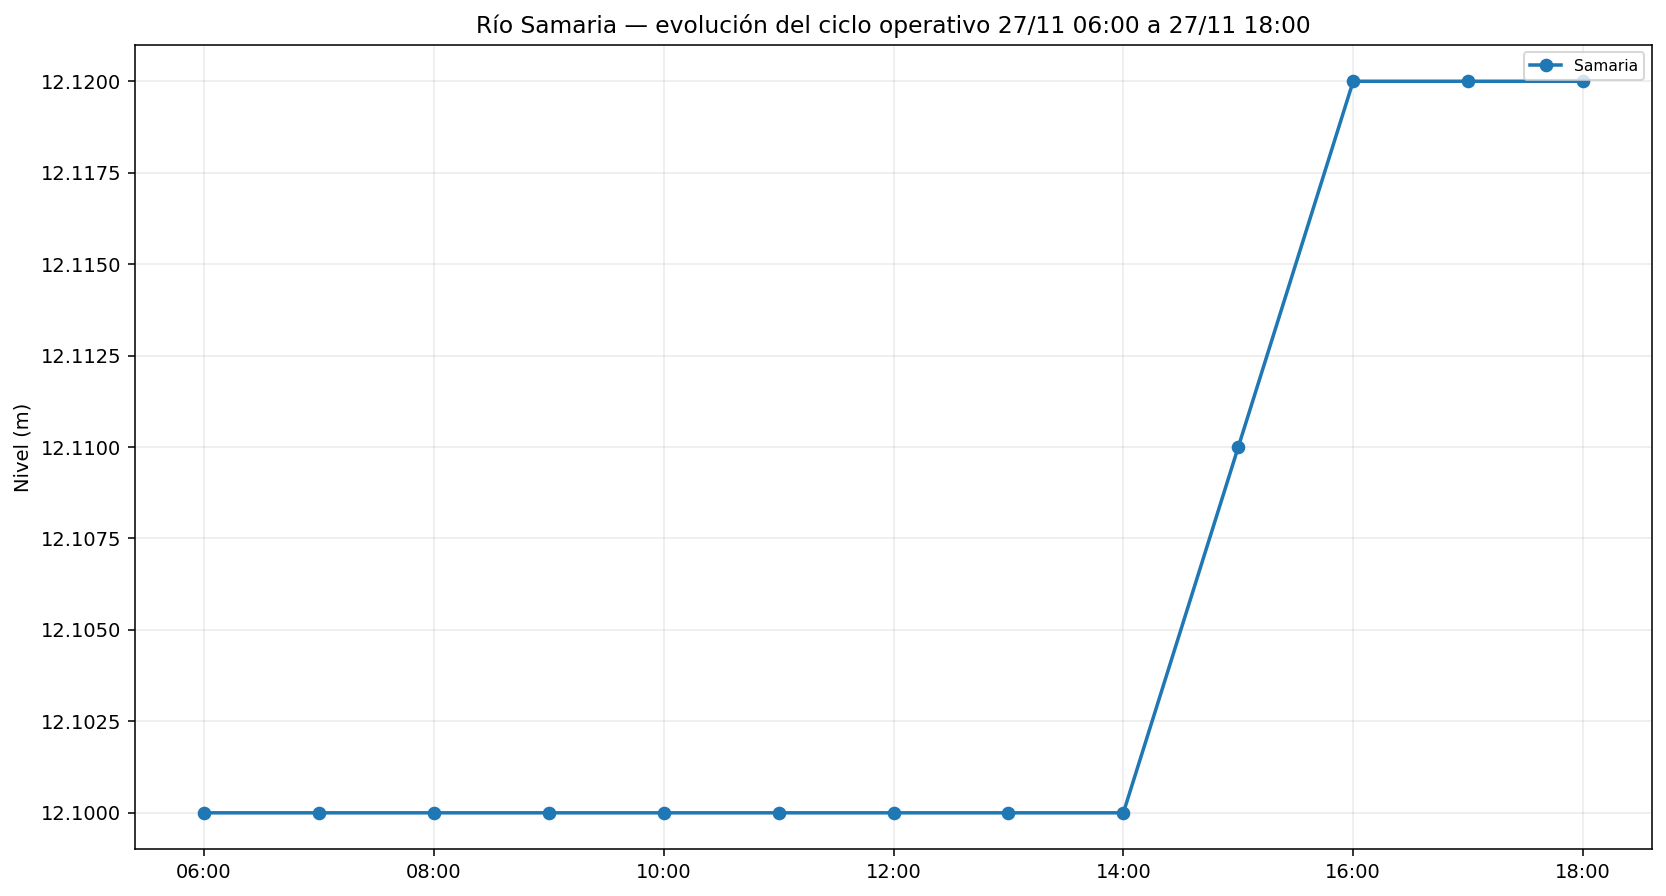 Río Samaria — evolución del ciclo operativo 27/11 06:00 a 27/11 18:00
Samaria
Nivel (m)
12.1200
12.1175
12.1150
12.1125
12.1100
12.1075
12.1050
12.1025
12.1000
06:00 08:00 10:00 12:00 14:00 16:00 18:00